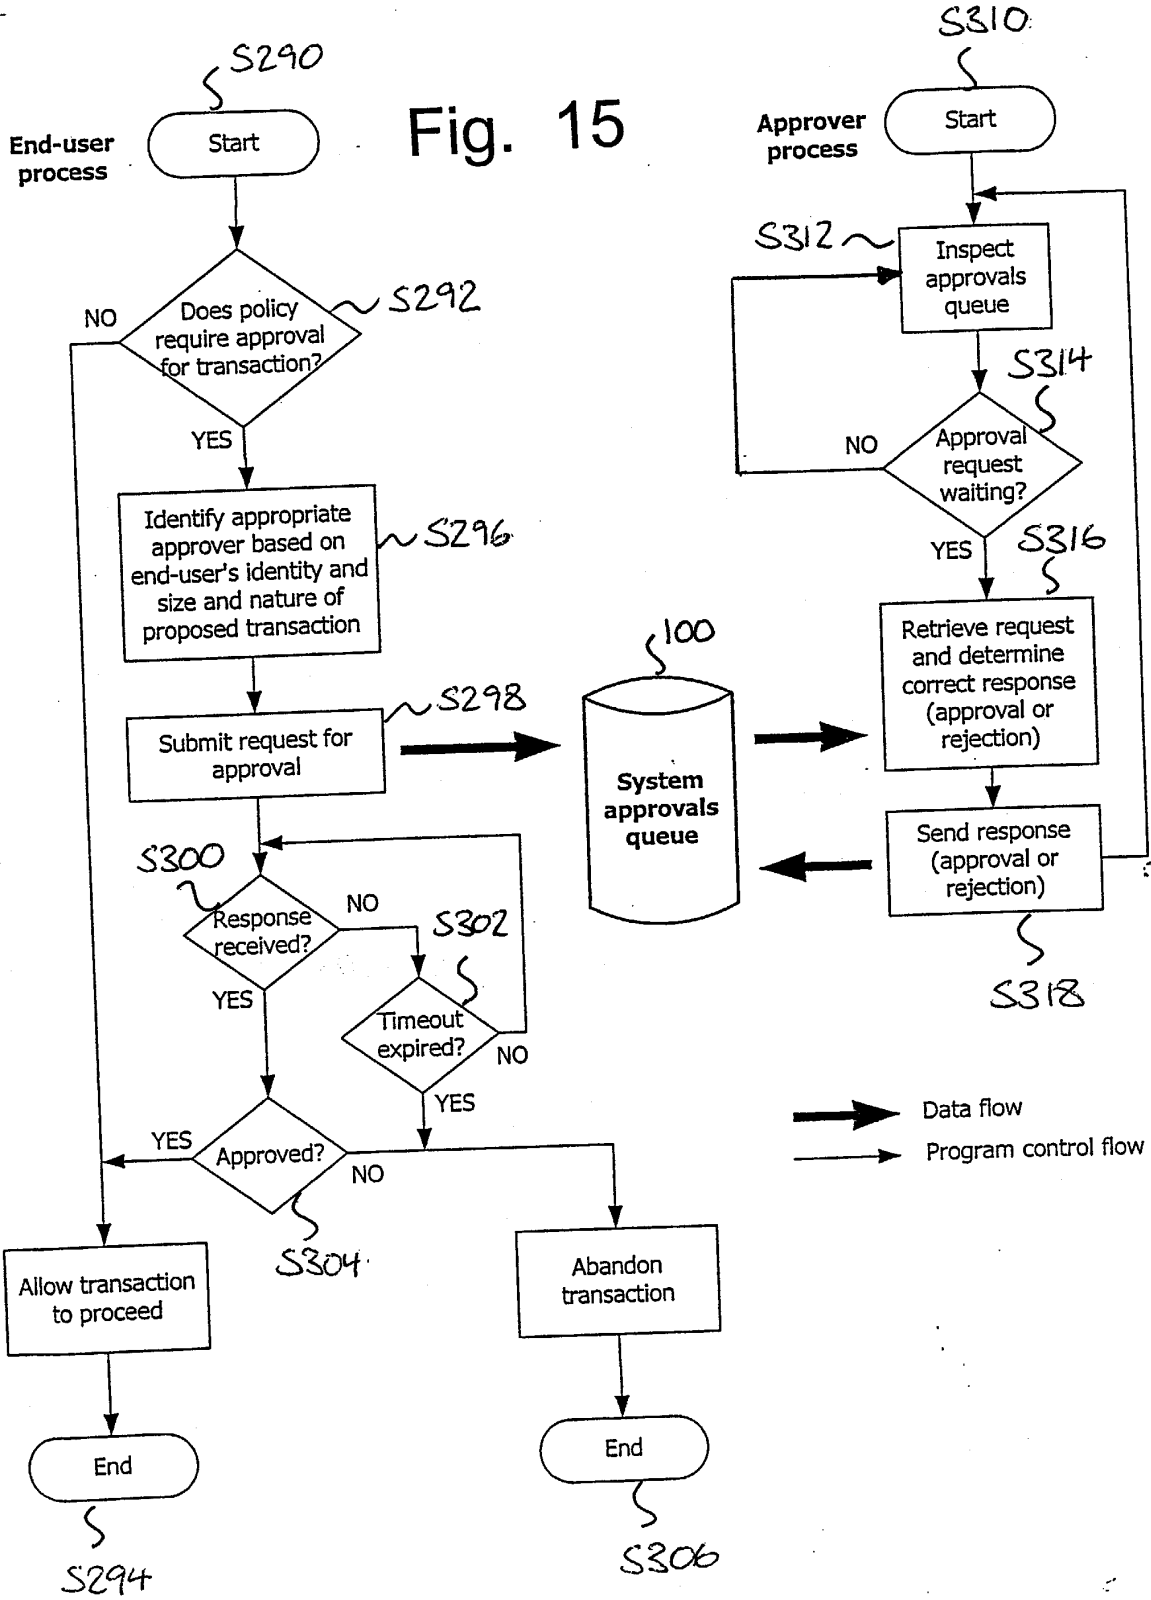 S290
S310
Fig. 15
End-user
process
Start
Approver
process
Start
S312
Inspect
approvals
queue
S292
NO
Does policy
require approval
for transaction?
YES
S314
NO
Approval
request
waiting?
YES
S316
Identify appropriate
approver based on
end-user's identity and
size and nature of
proposed transaction
S296
100
Retrieve request
and determine
correct response
(approval or
rejection)
S298
Submit request for
approval
System
approvals
queue
Send response
(approval or
rejection)
S318
S300
Response
received?
NO
YES
S302
Timeout
expired?
NO
YES
Data flow
Program control flow
YES
Approved?
NO
S304
Allow transaction
to proceed
Abandon
transaction
End
End
S294
S306